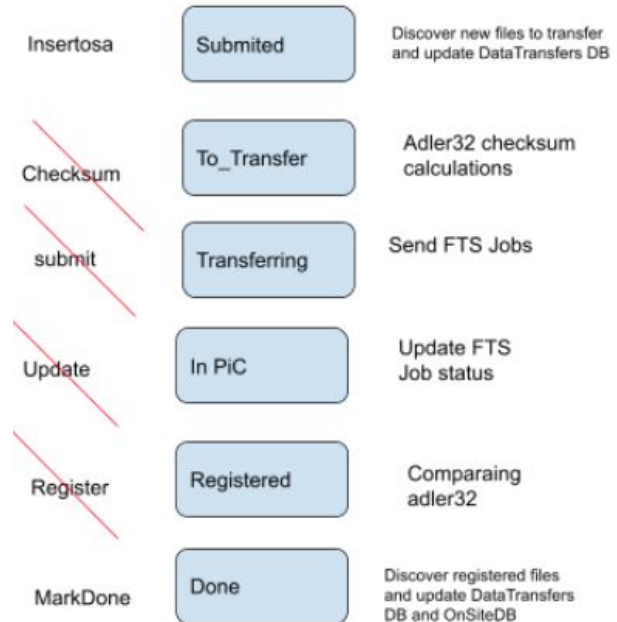 Insertosa
Submited
Discover new files to transfer
and update DataTransfers DB
Checksum
To_Transfer
Adler32 checksum
calculations
submit
Transferring
Send FTS Jobs
Update
In PiC
Update FTS
Job status
Register
Registered
Comparaing
adler32
MarkDone
Done
Discover registered files
and update DataTransfers
DB and OnSiteDB